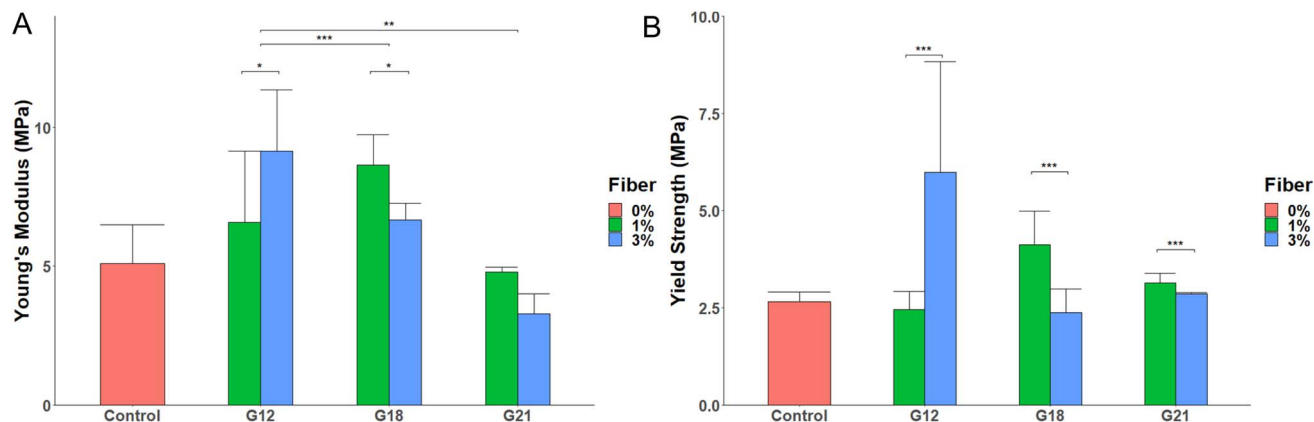 A
Young's Modulus (MPa)
10
5
0
**
***
*
*
Control G12 G18 G21
Fiber
0%
1%
3%
B
Yield Strength (MPa)
10.0
7.5
5.0
2.5
0.0
***
***
***
Control G12 G18 G21
Fiber
0%
1%
3%